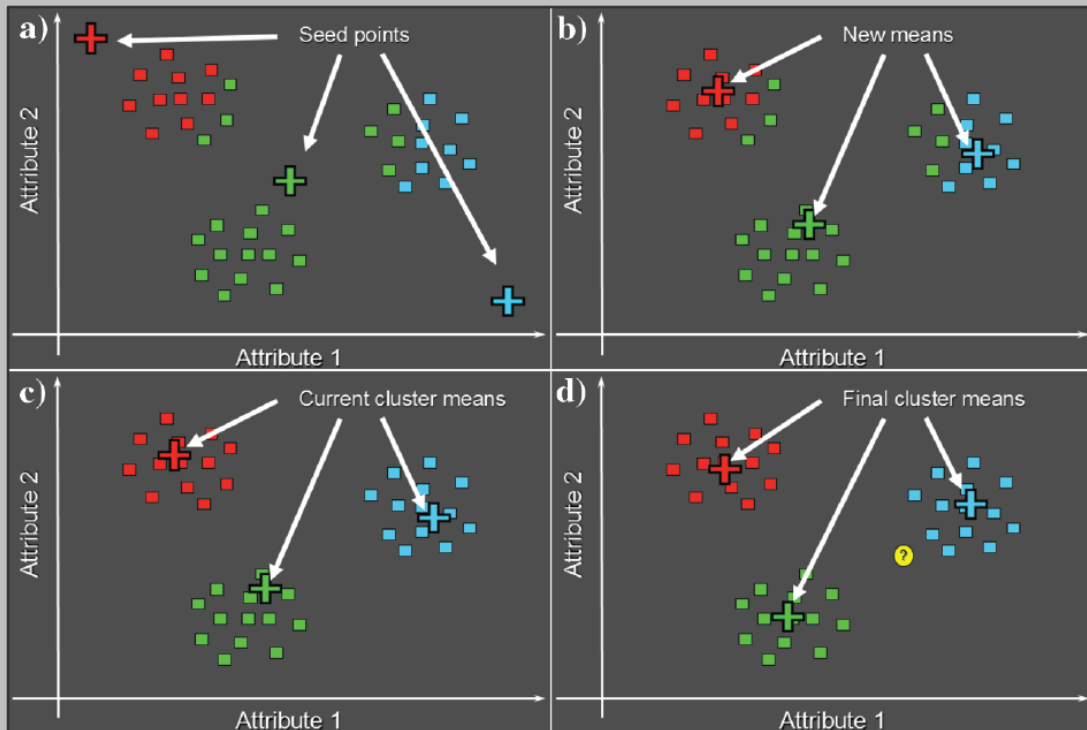 a)
Seed points
Attribute 2
Attribute 1
b)
New means
Attribute 2
Attribute 1
c)
Current cluster means
Attribute 2
Attribute 1
d)
Final cluster means
?
Attribute 2
Attribute 1